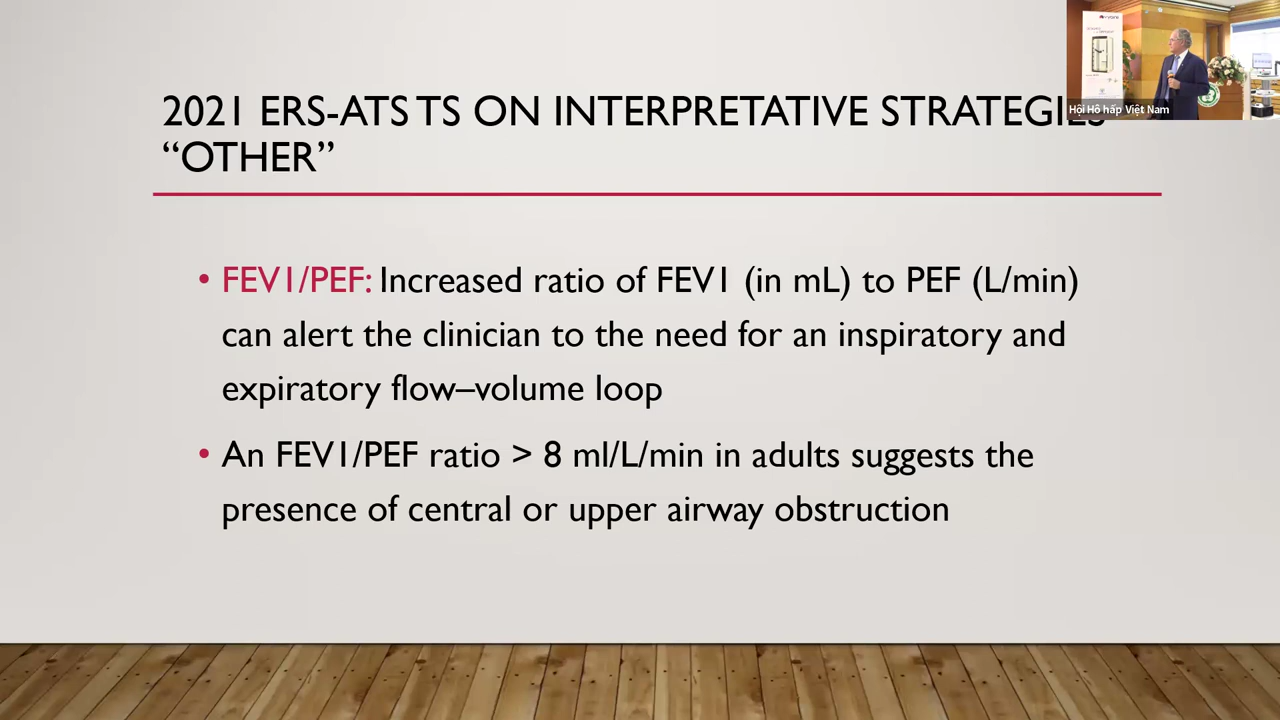 2021 ERS-ATS TS ON INTERPRETATIVE STRATEGIES
“OTHER”
Hội Hô hấp Việt Nam
• FEV1/PEF: Increased ratio of FEV1 (in mL) to PEF (L/min)
can alert the clinician to the need for an inspiratory and
expiratory flow–volume loop
• An FEV1/PEF ratio > 8 ml/L/min in adults suggests the
presence of central or upper airway obstruction